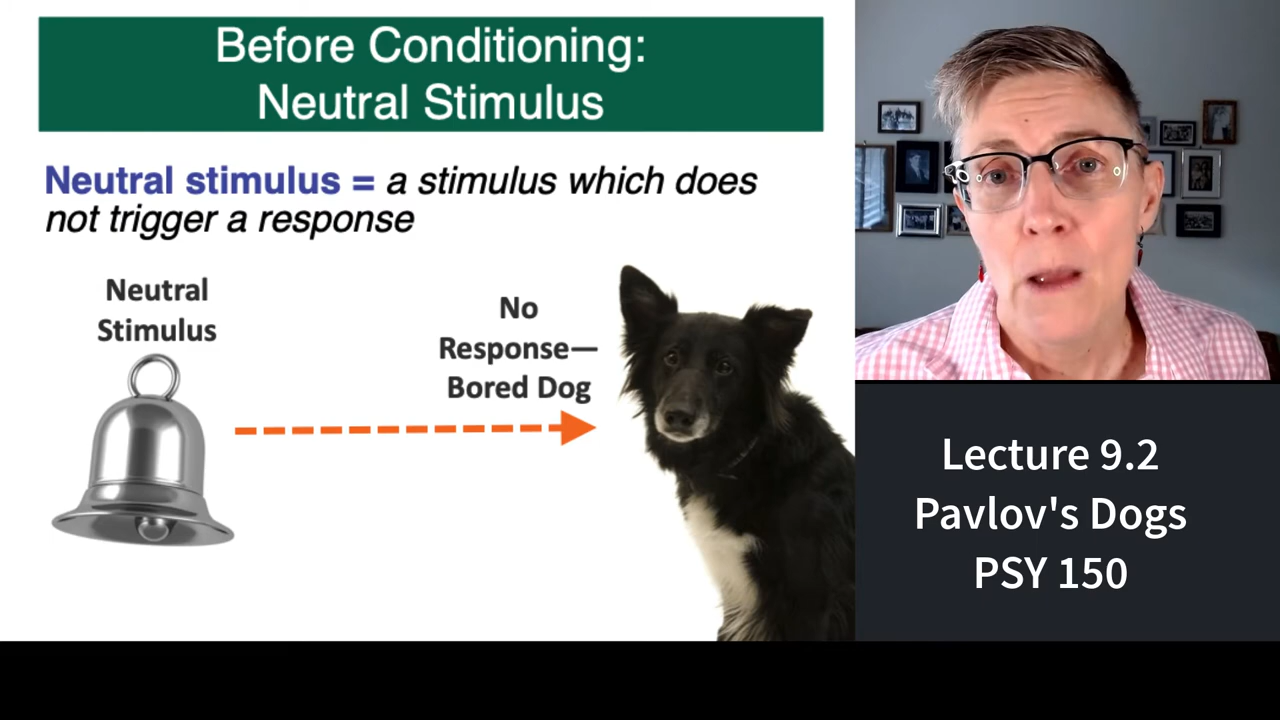 Before Conditioning:
Neutral Stimulus
Neutral stimulus = a stimulus which does
not trigger a response
Neutral
Stimulus
No
Response—
Bored Dog
Lecture 9.2
Pavlov's Dogs
PSY 150